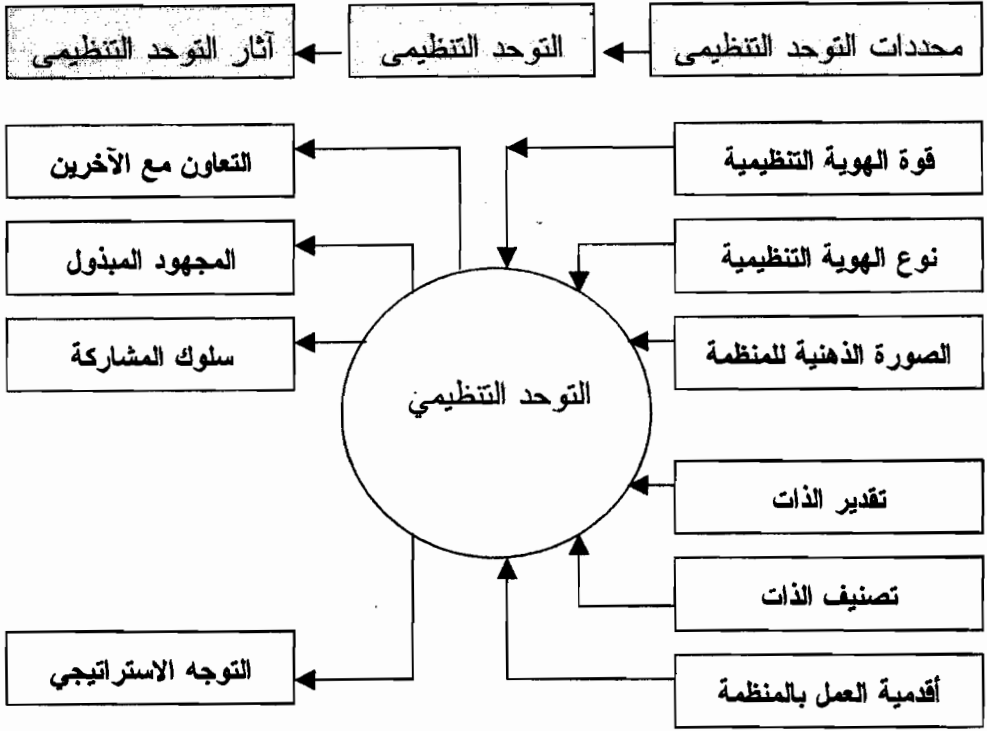 محددات التوحد التنظيمى
التوحد التنظيمى
آثار التوحد التنظيمى
قوة الهوية التنظيمية
نوع الهوية التنظيمية
الصورة الذهنية للمنظمة
تقدير الذات
تصنيف الذات
أقدمية العمل بالمنظمة
التوحد التنظيمي
التعاون مع الآخرين
المجهود المبذول
سلوك المشاركة
التوجه الاستراتيجي